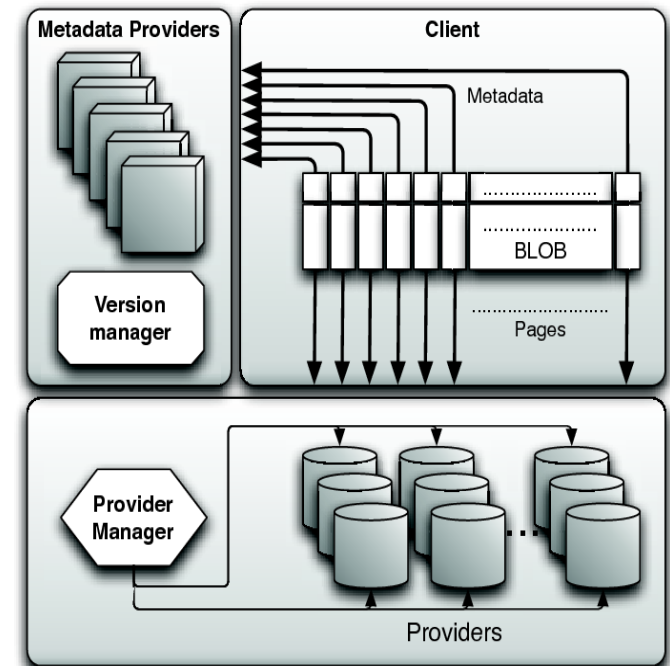 Metadata Providers
Client
Metadata
.....................
.....................
BLOB
Version
manager
.........................
Pages
Provider
Manager
...
Providers